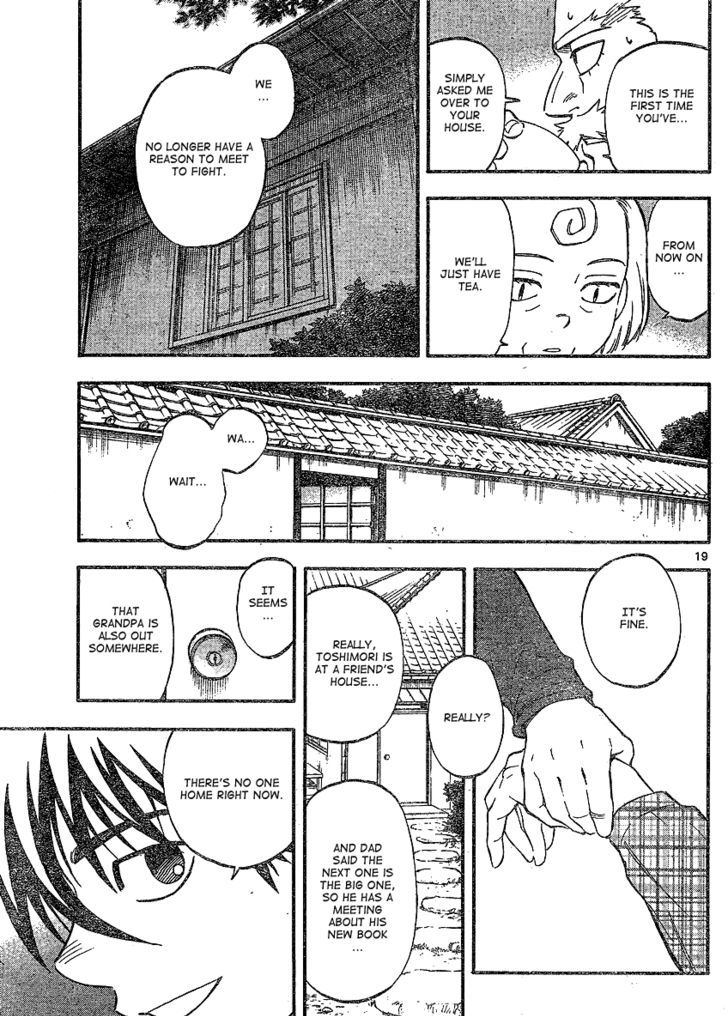 THIS IS THE
FIRST TIME
YOU'VE...
SIMPLY
ASKED ME
OVER TO
YOUR
HOUSE.
WE
...
NO LONGER HAVE A
REASON TO MEET
TO FIGHT.
FROM
NOW ON
...
WE'LL
JUST HAVE
TEA.
WA...
WAIT...
19
IT'S
FINE.
REALLY?
REALLY,
TOSHIMORI IS
AT A FRIEND'S
HOUSE...
AND DAD
SAID THE
NEXT ONE IS
THE BIG ONE,
SO HE HAS A
MEETING
ABOUT HIS
NEW BOOK
...
IT
SEEMS
...
THAT
GRANDPA IS
ALSO OUT
SOMEWHERE.
THERE'S NO ONE
HOME RIGHT NOW.